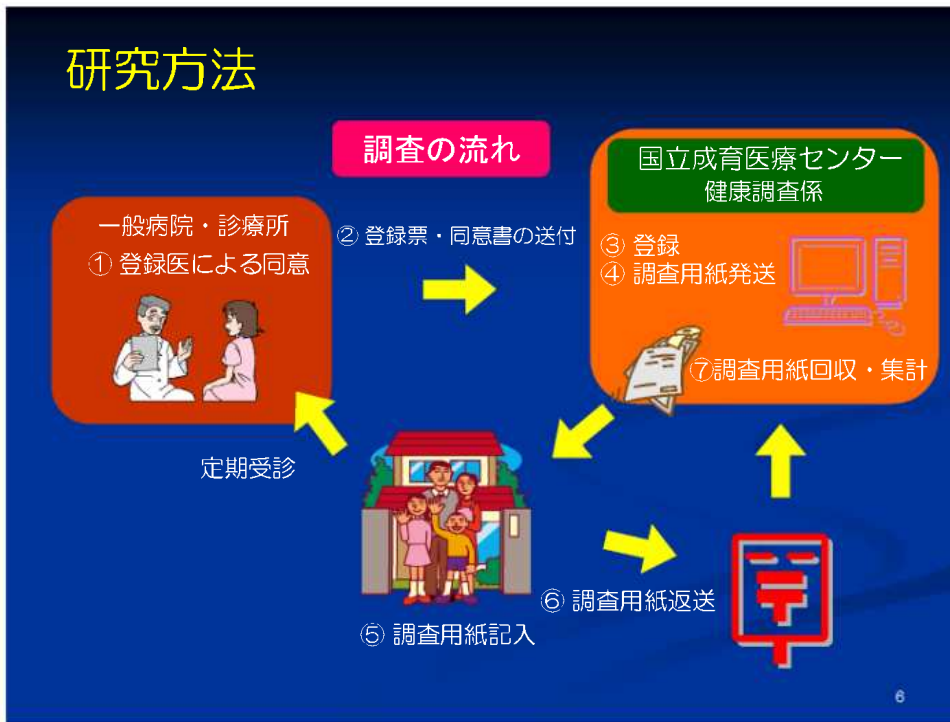 研究方法
調査の流れ
国立成育医療センター
健康調査係
一般病院・診療所
① 登録医による同意
② 登録票・同意書の送付
③ 登録
④ 調査用紙発送
⑦調査用紙回収・集計
定期受診
⑥ 調査用紙返送
⑤ 調査用紙記入
〒
6